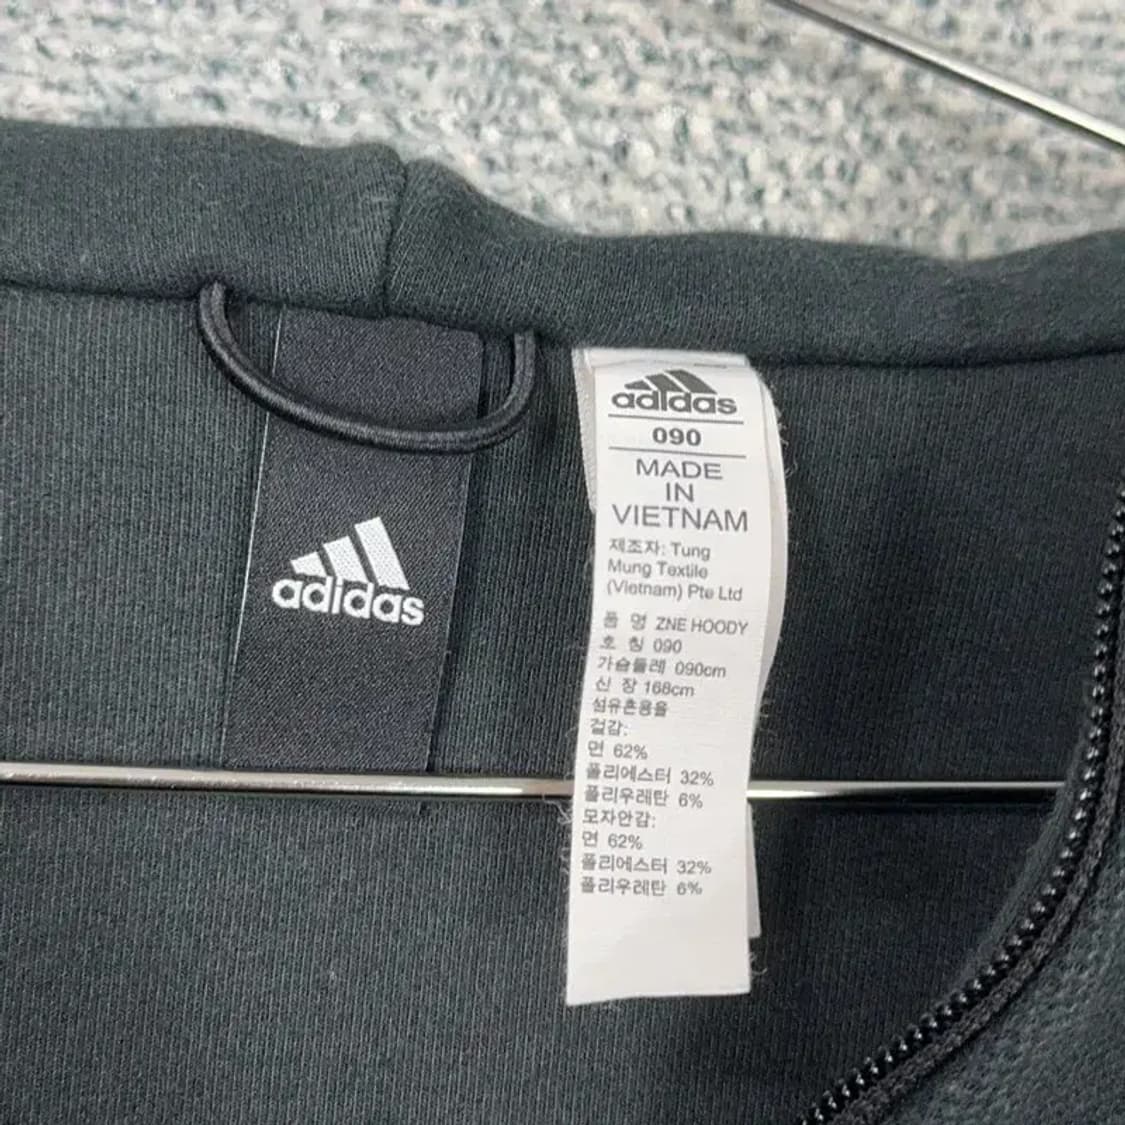 adidas
adidas
090
MADE
IN
VIETNAM
제조자: Tung
Mung Textile
(Vietnam) Pte Ltd
품 명 ZNE HOODY
호 칭 090
가슴둘레 090cm
신 장 168cm
섬유혼용율
겉감:
면 62%
폴리에스터 32%
폴리우레탄 6%
모자안감:
면 62%
폴리에스터 32%
폴리우레탄 6%